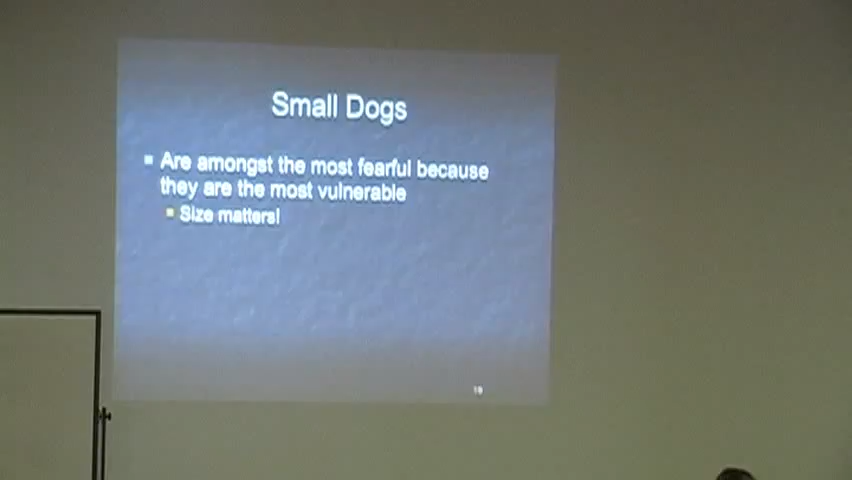 Small Dogs
Are amongst the most fearful because
they are the most vulnerable
Size matters!